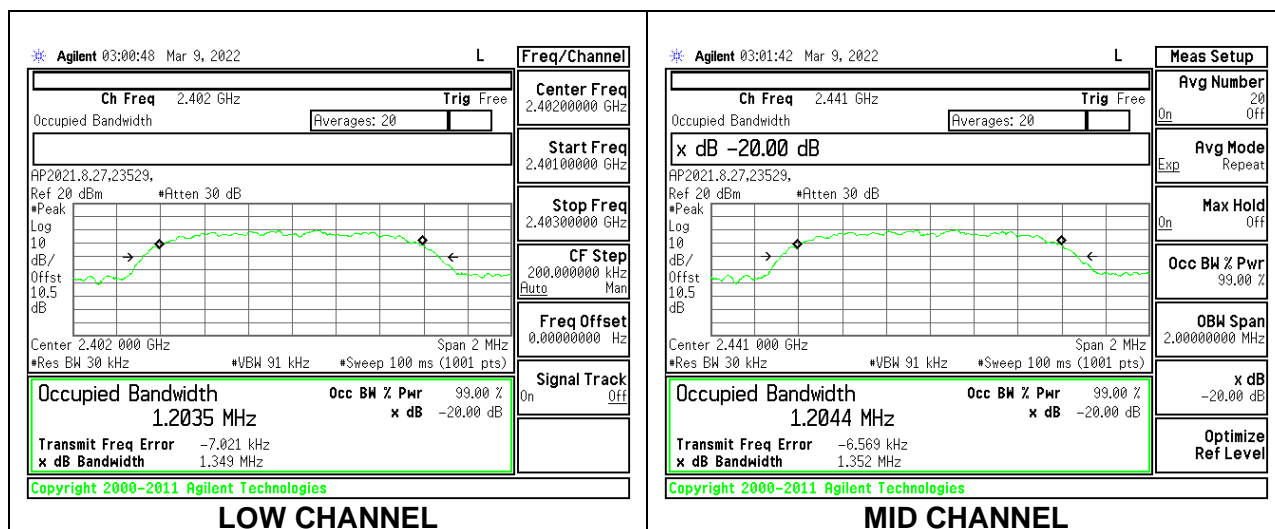 Agilent 03:00:48 Mar 9, 2022 L
Freq/Channel
Ch Freq 2.402 GHz Trig Free
Occupied Bandwidth Averages: 20
AP2021.8.27,23529,
Ref 20 dBm #Atten 30 dB
#Peak
Log
10
dB/
Offst
10.5
dB
Center 2.402 000 GHz Span 2 MHz
#Res BW 30 kHz #VBW 91 kHz #Sweep 100 ms (1001 pts)
Occupied Bandwidth Occ BW % Pwr 99.00 %
1.2035 MHz x dB -20.00 dB
Transmit Freq Error -7.021 kHz
x dB Bandwidth 1.349 MHz
Copyright 2000-2011 Agilent Technologies
Center Freq
2.40200000 GHz
Start Freq
2.40100000 GHz
Stop Freq
2.40300000 GHz
CF Step
200.000000 kHz
Auto Man
Freq Offset
0.00000000 Hz
Signal Track
On Off
LOW CHANNEL
Agilent 03:01:42 Mar 9, 2022 L
Meas Setup
Ch Freq 2.441 GHz Trig Free
Occupied Bandwidth Averages: 20
x dB -20.00 dB
AP2021.8.27,23529,
Ref 20 dBm #Atten 30 dB
#Peak
Log
10
dB/
Offst
10.5
dB
Center 2.441 000 GHz Span 2 MHz
#Res BW 30 kHz #VBW 91 kHz #Sweep 100 ms (1001 pts)
Occupied Bandwidth Occ BW % Pwr 99.00 %
1.2044 MHz x dB -20.00 dB
Transmit Freq Error -6.569 kHz
x dB Bandwidth 1.352 MHz
Copyright 2000-2011 Agilent Technologies
Avg Number
20
On Off
Avg Mode
Exp Repeat
Max Hold
On Off
Occ BW % Pwr
99.00 %
OBW Span
2.00000000 MHz
x dB
-20.00 dB
Optimize
Ref Level
MID CHANNEL